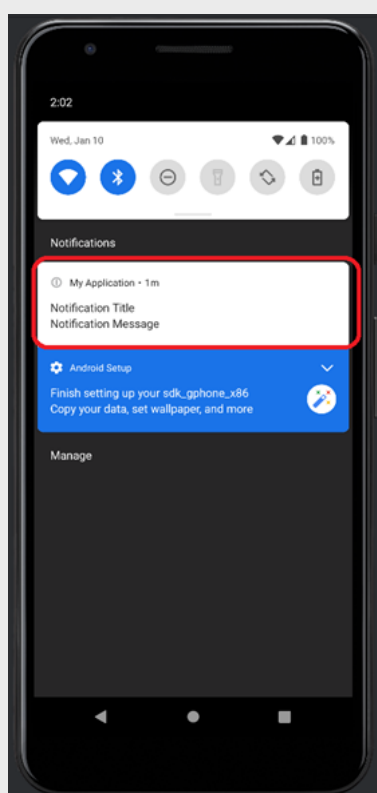 2:02
Wed, Jan 10 100%
Notifications
My Application • 1m
Notification Title
Notification Message
Android Setup
Finish setting up your sdk_gphone_x86
Copy your data, set wallpaper, and more
Manage